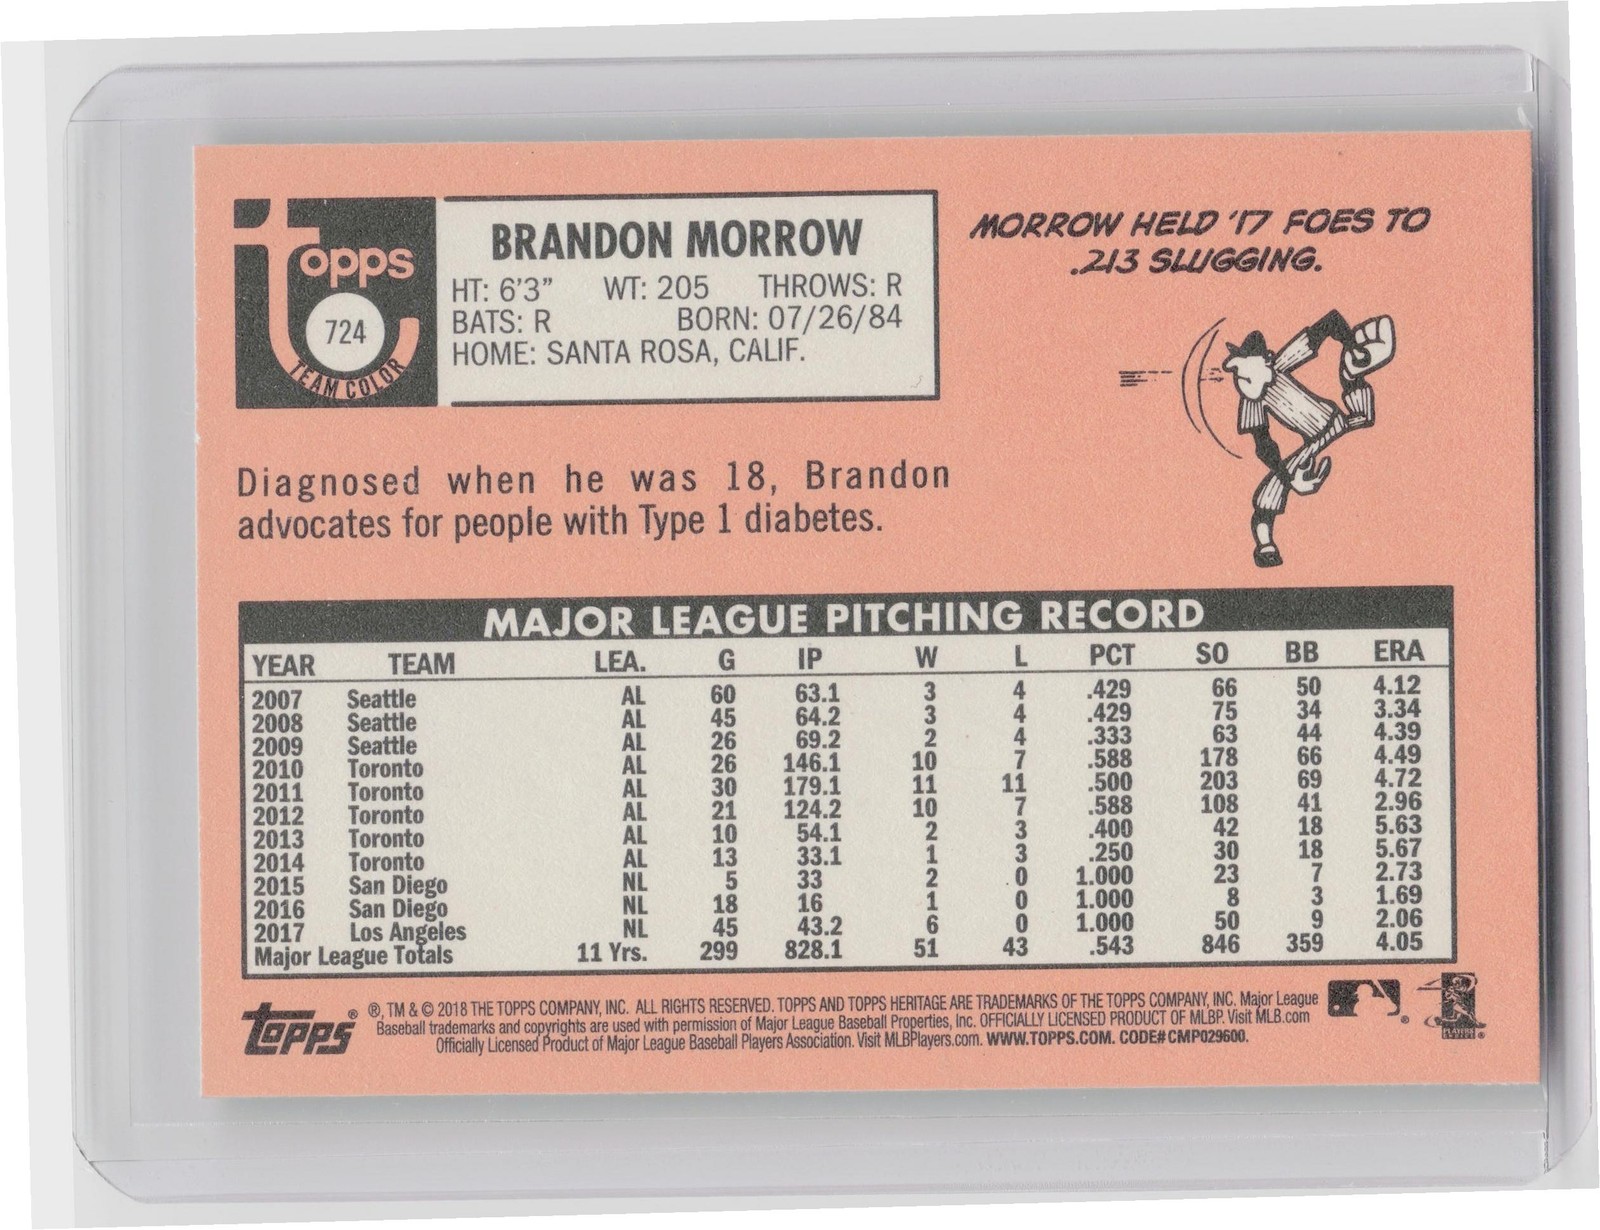 topps
724
TEAM COLOR
BRANDON MORROW
HT: 6'3" WT: 205 THROWS: R
BATS: R BORN: 07/26/84
HOME: SANTA ROSA, CALIF.
MORROW HELD '17 FOES TO
.213 SLUGGING.
Diagnosed when he was 18, Brandon
advocates for people with Type 1 diabetes.
MAJOR LEAGUE PITCHING RECORD
YEAR TEAM LEA. G IP W L PCT SO BB ERA
2007 Seattle AL 60 63.1 3 4 .429 66 50 4.12
2008 Seattle AL 45 64.2 3 4 .429 75 34 3.34
2009 Seattle AL 26 69.2 2 4 .333 63 44 4.39
2010 Toronto AL 26 146.1 10 7 .588 178 66 4.49
2011 Toronto AL 30 179.1 11 11 .500 203 69 4.72
2012 Toronto AL 21 124.2 10 7 .588 108 41 2.96
2013 Toronto AL 10 54.1 2 3 .400 42 18 5.63
2014 Toronto AL 13 33.1 1 3 .250 30 18 5.67
2015 San Diego NL 5 33 2 0 1.000 23 7 2.73
2016 San Diego NL 18 16 1 0 1.000 8 3 1.69
2017 Los Angeles NL 45 43.2 6 0 1.000 50 9 2.06
Major League Totals 11 Yrs. 299 828.1 51 43 .543 846 359 4.05
TOPPS®
®, TM & © 2018 THE TOPPS COMPANY, INC. ALL RIGHTS RESERVED. TOPPS AND TOPPS HERITAGE ARE TRADEMARKS OF THE TOPPS COMPANY, INC. Major League
Baseball trademarks and copyrights are used with permission of Major League Baseball Properties, Inc. OFFICIALLY LICENSED PRODUCT OF MLBP. Visit MLB.com
Officially Licensed Product of Major League Baseball Players Association. Visit MLBPlayers.com. WWW.TOPPS.COM. CODE#CMP029600.